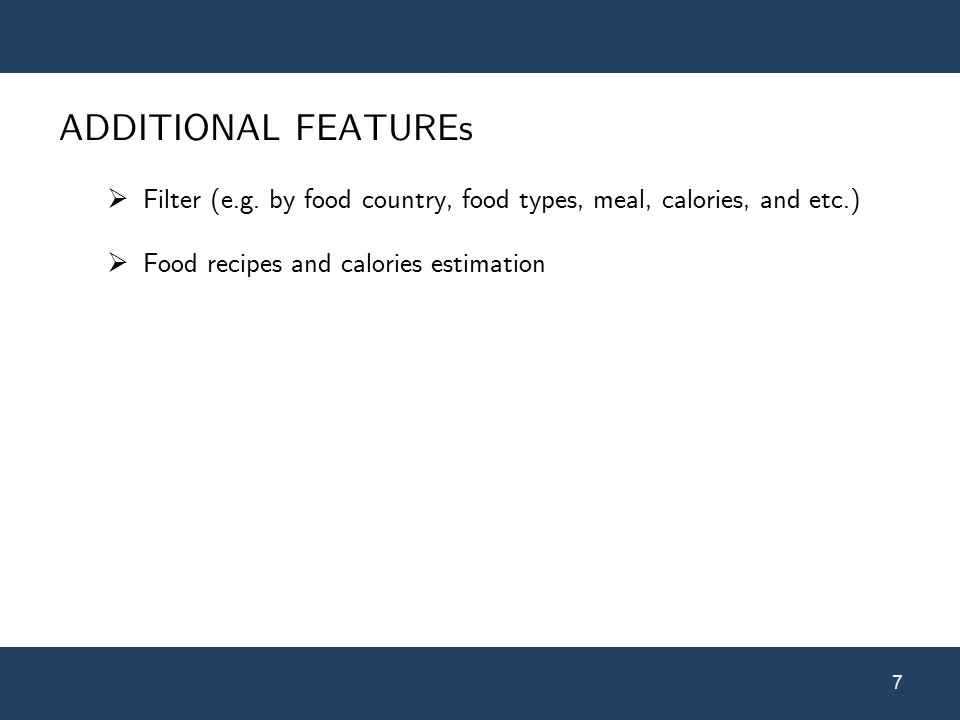 ADDITIONAL FEATUREs
➢ Filter (e.g. by food country, food types, meal, calories, and etc.)
➢ Food recipes and calories estimation
7